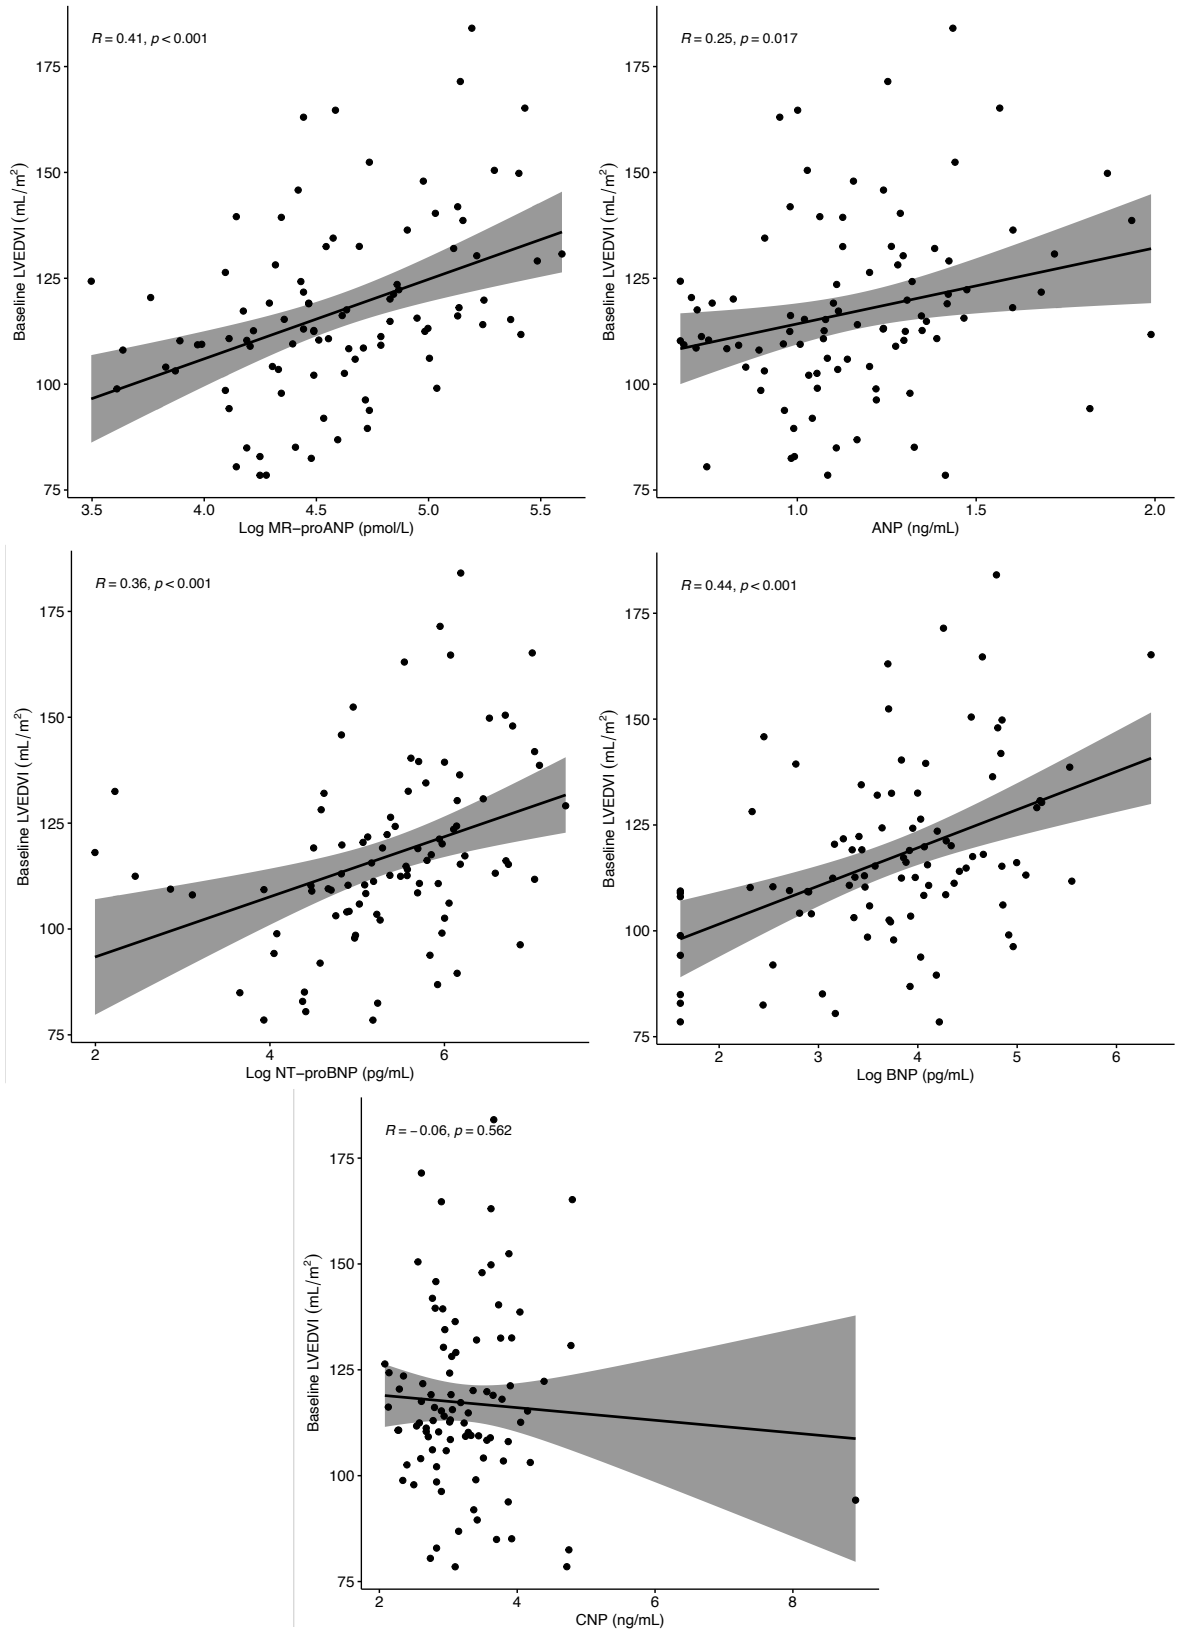 R = 0.41, p < 0.001
175
150
125
100
75
Baseline LVEDVI (mL/m²)
3.5 4.0 4.5 5.0 5.5
Log MR−proANP (pmol/L)
R = 0.25, p = 0.017
175
150
125
100
75
Baseline LVEDVI (mL/m²)
1.0 1.5 2.0
ANP (ng/mL)
R = 0.36, p < 0.001
175
150
125
100
75
Baseline LVEDVI (mL/m²)
2 4 6
Log NT−proBNP (pg/mL)
R = 0.44, p < 0.001
175
150
125
100
75
Baseline LVEDVI (mL/m²)
2 3 4 5 6
Log BNP (pg/mL)
R = −0.06, p = 0.562
175
150
125
100
75
Baseline LVEDVI (mL/m²)
2 4 6 8
CNP (ng/mL)